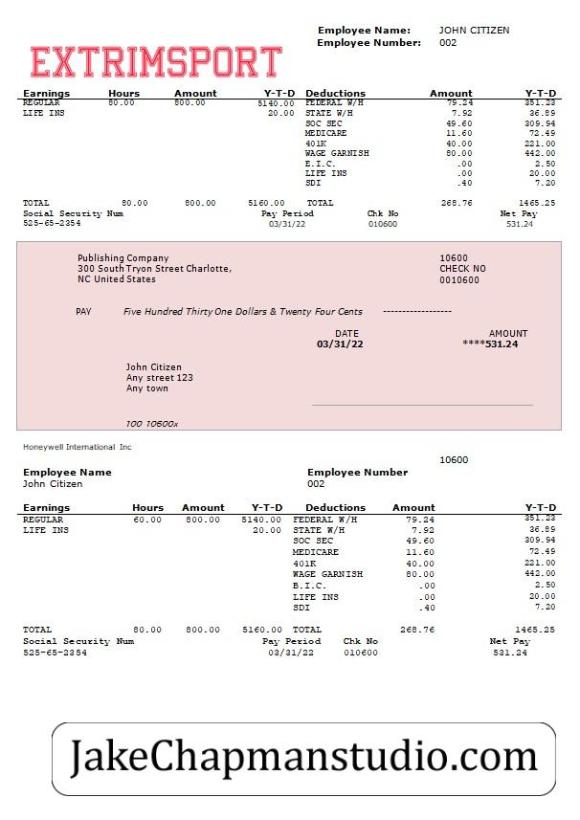 Employee Name: JOHN CITIZEN
Employee Number: 002
EXTRIMSPORT
Earnings Hours Amount Y-T-D Deductions Amount Y-T-D
REGULAR 80.00 800.00 5140.00 FEDERAL W/H 79.24 351.23
LIFE INS 20.00 STATE W/H 7.92 36.89
SOC SEC 49.60 309.94
MEDICARE 11.60 72.49
401K 40.00 221.00
WAGE GARNISH 80.00 442.00
E.I.C. .00 2.50
LIFE INS .00 20.00
SDI .40 7.20
TOTAL 80.00 800.00 5160.00 TOTAL 268.76 1465.25
Social Security Num Pay Period Chk No Net Pay
525-65-2354 03/31/22 010600 531.24
Publishing Company 10600
300 South Tryon Street Charlotte, CHECK NO
NC United States 0010600
PAY Five Hundred Thirty One Dollars & Twenty Four Cents ------------------
DATE AMOUNT
03/31/22 ****531.24
John Citizen
Any street 123
Any town
100 10600x
Honeywell International Inc
10600
Employee Name Employee Number
John Citizen 002
Earnings Hours Amount Y-T-D Deductions Amount Y-T-D
REGULAR 60.00 800.00 5140.00 FEDERAL W/H 79.24 351.23
LIFE INS 20.00 STATE W/H 7.92 36.89
SOC SEC 49.60 309.94
MEDICARE 11.60 72.49
401K 40.00 221.00
WAGE GARNISH 80.00 442.00
B.I.C. .00 2.50
LIFE INS .00 20.00
SDI .40 7.20
TOTAL 80.00 800.00 5160.00 TOTAL 268.76 1465.25
Social Security Num Pay Period Chk No Net Pay
525-65-2354 03/31/22 010600 531.24
JakeChapmanstudio.com